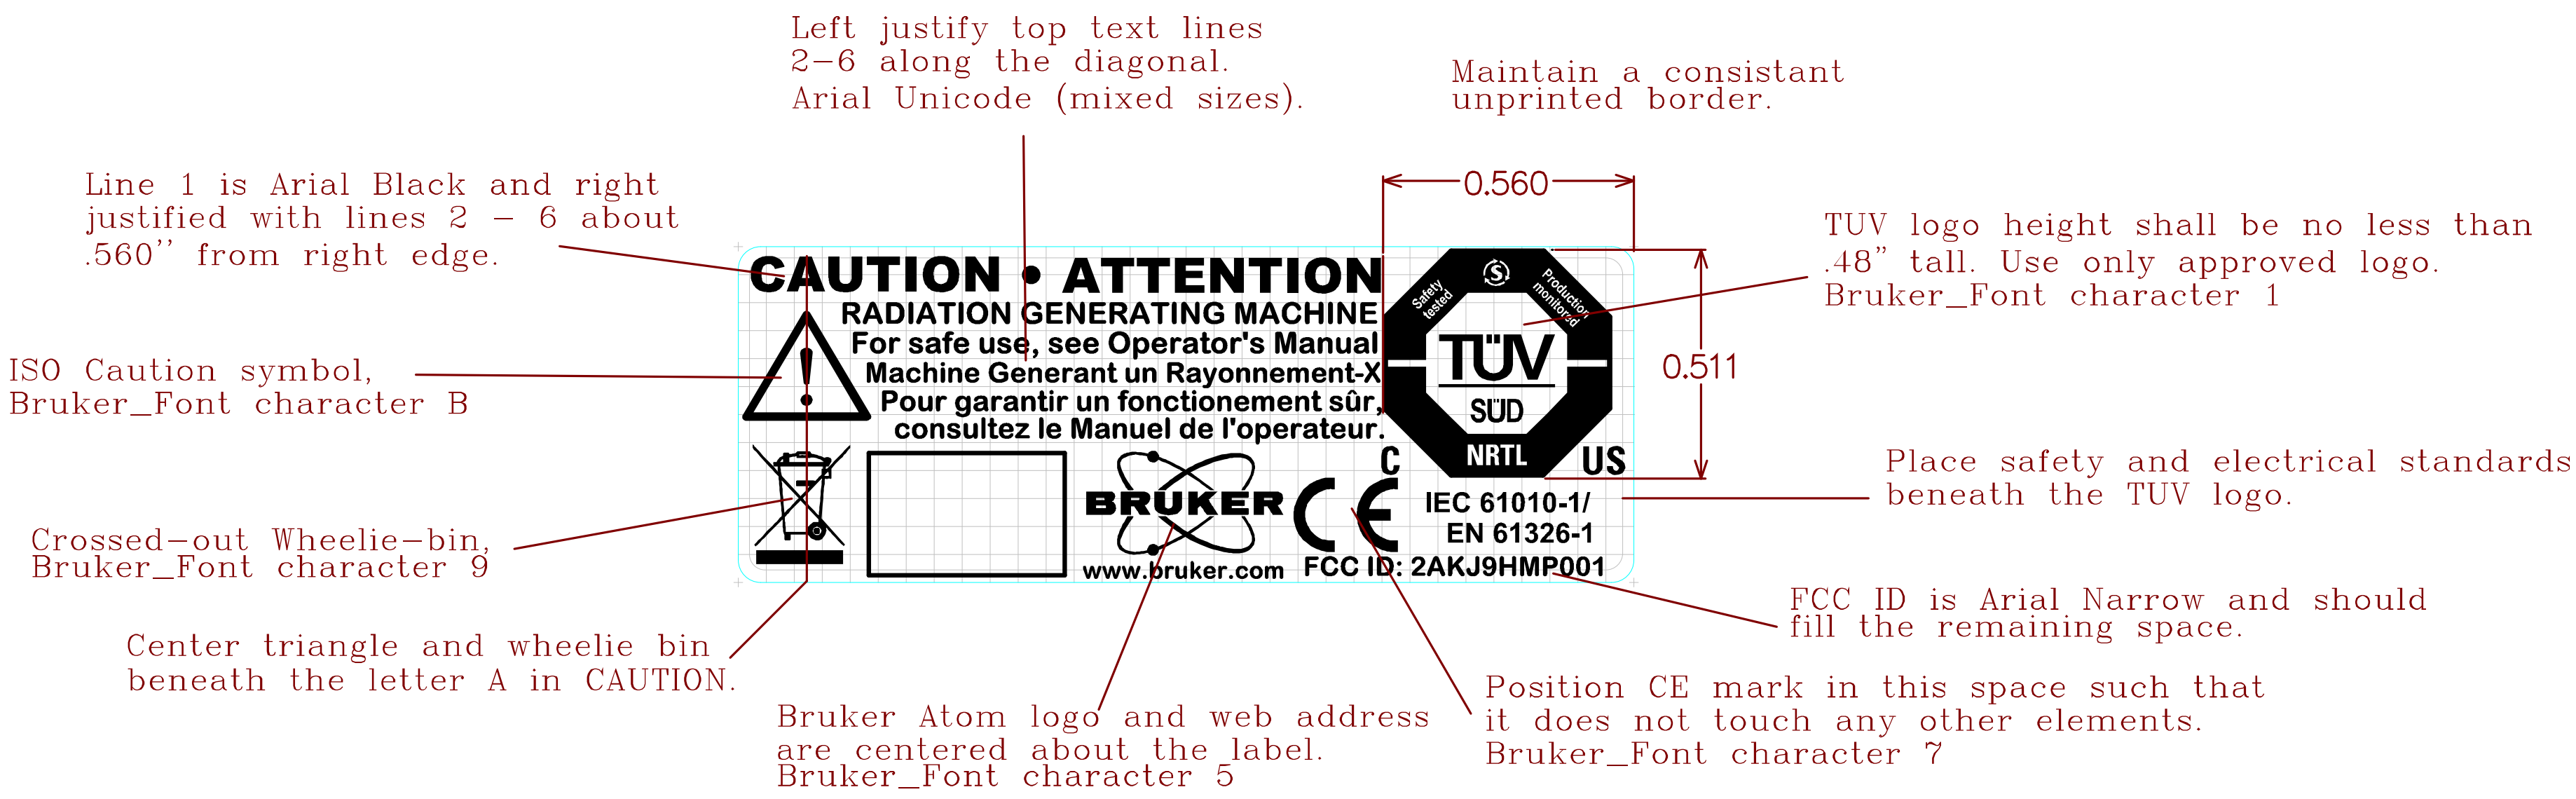 Left justify top text lines
2-6 along the diagonal.
Arial Unicode (mixed sizes).
Maintain a consistant
unprinted border.
Line 1 is Arial Black and right
justified with lines 2 - 6 about
.560'' from right edge.
0.560
TUV logo height shall be no less than
.48" tall. Use only approved logo.
Bruker_Font character 1
ISO Caution symbol,
Bruker_Font character B
CAUTION • ATTENTION
RADIATION GENERATING MACHINE
For safe use, see Operator's Manual
Machine Generant un Rayonnement-X
Pour garantir un fonctionement sûr,
consultez le Manuel de l'operateur.
Safety
tested
S
Production
monitored
TÜV
SÜD
NRTL
C US
0.511
Place safety and electrical standards
beneath the TUV logo.
Crossed-out Wheelie-bin,
Bruker_Font character 9
BRUKER
www.bruker.com
CE
IEC 61010-1/
EN 61326-1
FCC ID: 2AKJ9HMP001
FCC ID is Arial Narrow and should
fill the remaining space.
Center triangle and wheelie bin
beneath the letter A in CAUTION.
Bruker Atom logo and web address
are centered about the label.
Bruker_Font character 5
Position CE mark in this space such that
it does not touch any other elements.
Bruker_Font character 7